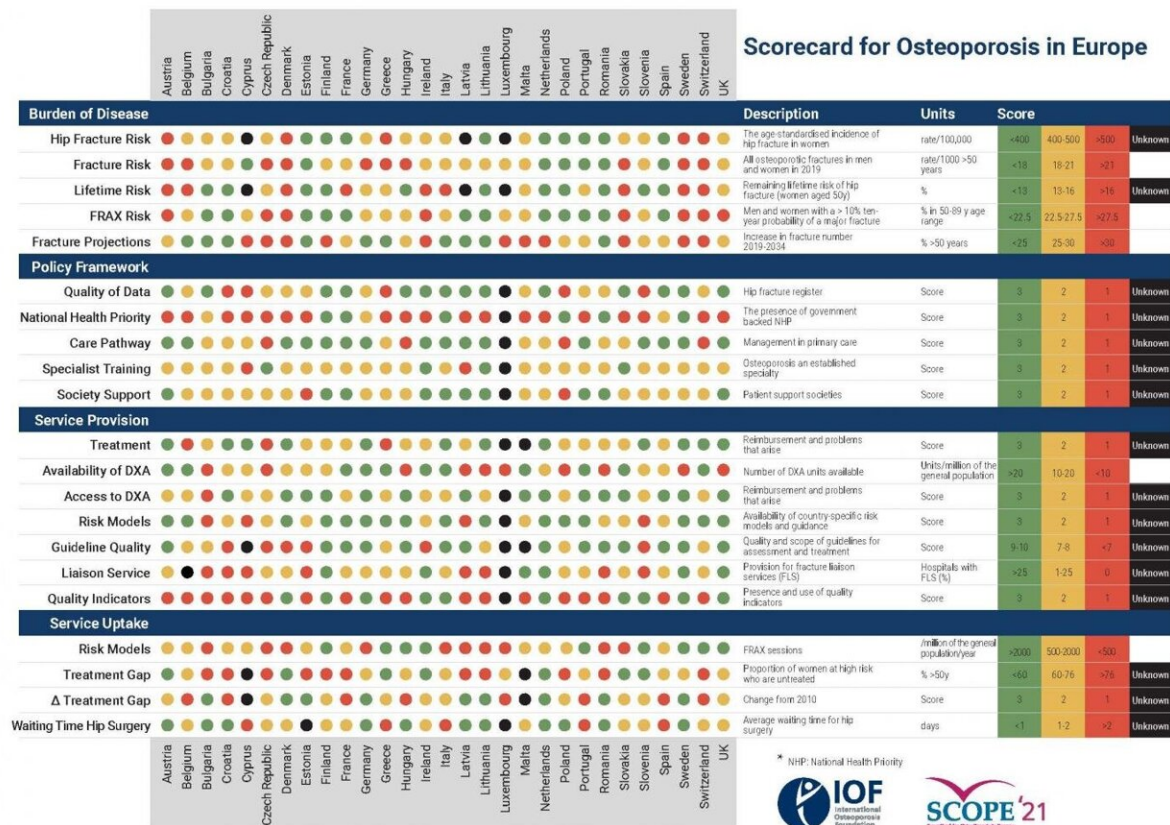 Austria
Belgium
Bulgaria
Croatia
Cyprus
Czech Republic
Denmark
Estonia
Finland
France
Germany
Greece
Hungary
Ireland
Italy
Latvia
Lithuania
Luxembourg
Malta
Netherlands
Poland
Portugal
Romania
Slovakia
Slovenia
Spain
Sweden
Switzerland
UK
Scorecard for Osteoporosis in Europe
Burden of Disease Description Units Score
Hip Fracture Risk The age-standardised incidence of hip fracture in women rate/100,000 <400 400-500 >500 Unknown
Fracture Risk All osteoporotic fractures in men and women in 2019 rate/1000 >50 years <18 18-21 >21
Lifetime Risk Remaining lifetime risk of hip fracture (women aged 50y) % <13 13-16 >16 Unknown
FRAX Risk Men and women with a > 10% ten-year probability of a major fracture % in 50-89 y age range <22.5 22.5-27.5 >27.5
Fracture Projections Increase in fracture number 2019-2034 % >50 years <25 25-30 >30
Policy Framework
Quality of Data Hip fracture register Score 3 2 1 Unknown
National Health Priority The presence of government backed NHP Score 3 2 1 Unknown
Care Pathway Management in primary care Score 3 2 1 Unknown
Specialist Training Osteoporosis an established specialty Score 3 2 1 Unknown
Society Support Patient support societies Score 3 2 1 Unknown
Service Provision
Treatment Reimbursement and problems that arise Score 3 2 1 Unknown
Availability of DXA Number of DXA units available Units/million of the general population >20 10-20 <10
Access to DXA Reimbursement and problems that arise Score 3 2 1 Unknown
Risk Models Availability of country-specific risk models and guidance Score 3 2 1 Unknown
Guideline Quality Quality and scope of guidelines for assessment and treatment Score 9-10 7-8 <7 Unknown
Liaison Service Provision for fracture liaison services (FLS) Hospitals with FLS (%) >25 1-25 0 Unknown
Quality Indicators Presence and use of quality indicators Score 3 2 1 Unknown
Service Uptake
Risk Models FRAX sessions /million of the general population/year >2000 500-2000 <500
Treatment Gap Proportion of women at high risk who are untreated % >50y <60 60-76 >76 Unknown
Δ Treatment Gap Change from 2010 Score 3 2 1 Unknown
Waiting Time Hip Surgery Average waiting time for hip surgery days <1 1-2 >2 Unknown
Austria
Belgium
Bulgaria
Croatia
Cyprus
Czech Republic
Denmark
Estonia
Finland
France
Germany
Greece
Hungary
Ireland
Italy
Latvia
Lithuania
Luxembourg
Malta
Netherlands
Poland
Portugal
Romania
Slovakia
Slovenia
Spain
Sweden
Switzerland
UK
* NHP: National Health Priority
IOF
International
Osteoporosis
SCOPE '21